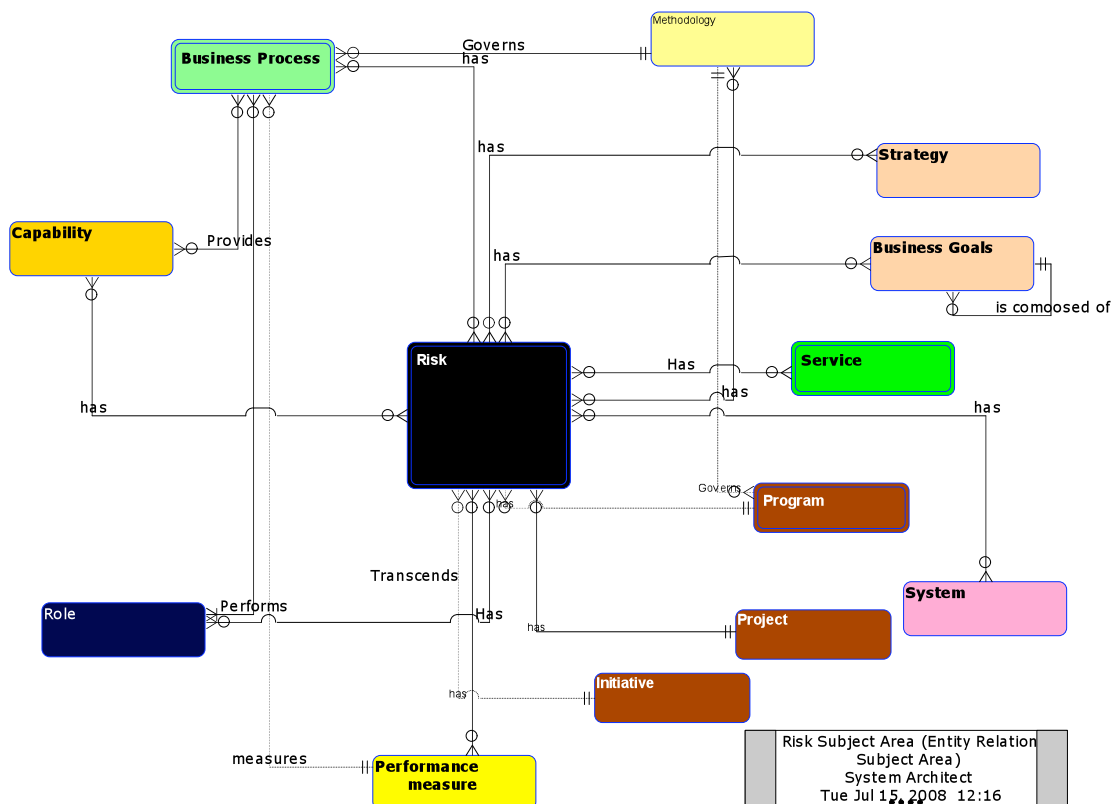 Methodology
Governs
has
Business Process
has
Strategy
Capability
Provides
Business Goals
has
is comoosed of
Risk
Has
Service
has
has
has
Governs
has
Program
Transcends
System
Role
Performs
Has
has
Project
Initiative
has
measures
Performance
measure
Risk Subject Area (Entity Relation
Subject Area)
System Architect
Tue Jul 15, 2008 12:16